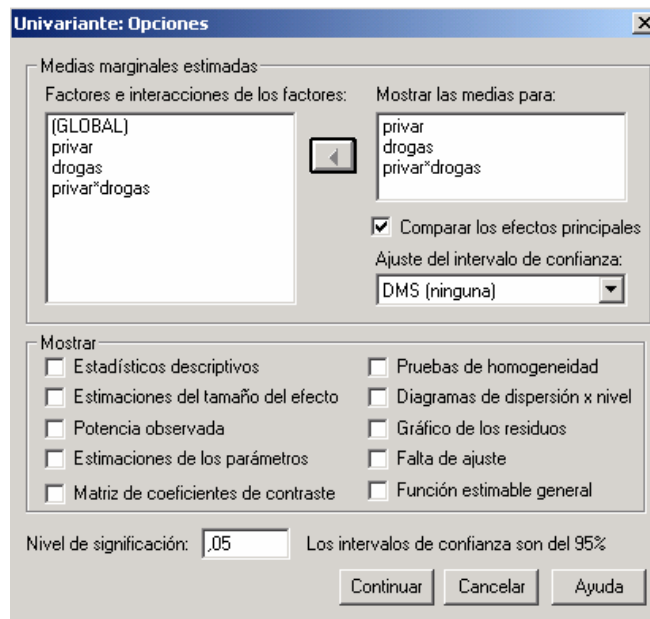 Univariante: Opciones
Medias marginales estimadas
Factores e interacciones de los factores:
(GLOBAL)
privar
drogas
privar*drogas
Mostrar las medias para:
privar
drogas
privar*drogas
Comparar los efectos principales
Ajuste del intervalo de confianza:
DMS (ninguna)
Mostrar
Estadísticos descriptivos
Estimaciones del tamaño del efecto
Potencia observada
Estimaciones de los parámetros
Matriz de coeficientes de contraste
Pruebas de homogeneidad
Diagramas de dispersión x nivel
Gráfico de los residuos
Falta de ajuste
Función estimable general
Nivel de significación: ,05 Los intervalos de confianza son del 95%
Continuar Cancelar Ayuda